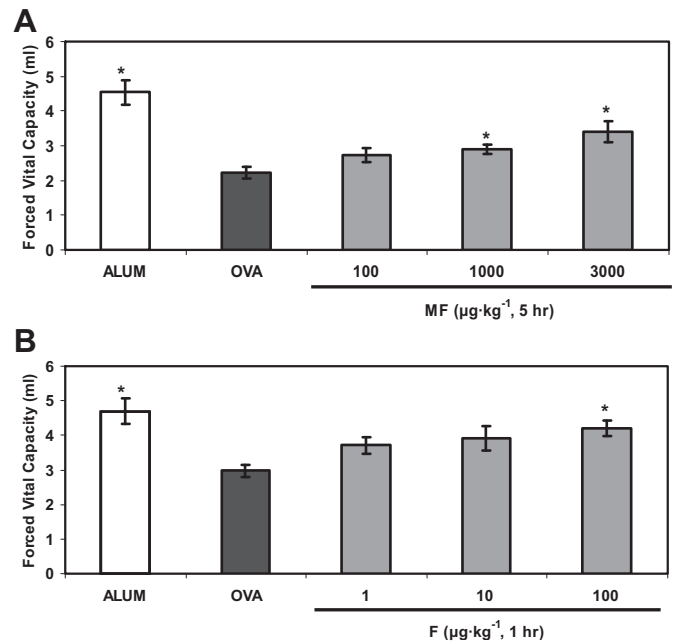 A
Forced Vital Capacity (ml)
6
5
4
3
2
1
0
*
*
*
ALUM OVA 100 1000 3000
MF (µg·kg⁻¹, 5 hr)
B
Forced Vital Capacity (ml)
6
5
4
3
2
1
0
*
*
ALUM OVA 1 10 100
F (µg·kg⁻¹, 1 hr)